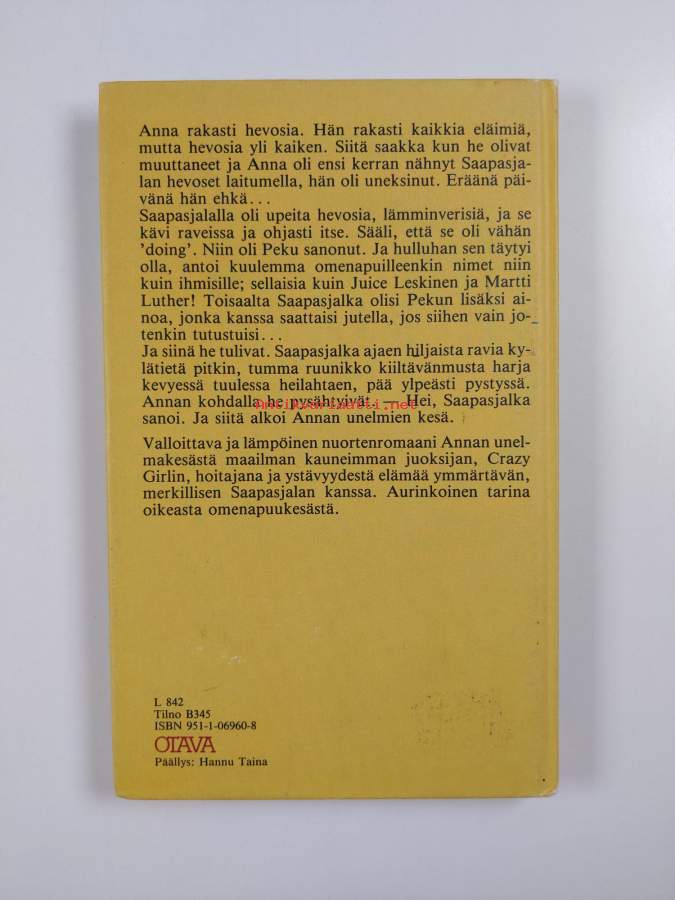 Anna rakasti hevosia. Hän rakasti kaikkia eläimiä,
mutta hevosia yli kaiken. Siitä saakka kun he olivat
muuttaneet ja Anna oli ensi kerran nähnyt Saapasja-
lan hevoset laitumella, hän oli uneksinut. Eräänä päi-
vänä hän ehkä...
Saapasjalalla oli upeita hevosia, lämminverisiä, ja se
kävi raveissa ja ohjasti itse. Sääli, että se oli vähän
'doing'. Niin oli Peku sanonut. Ja hulluhan sen täytyi
olla, antoi kuulemma omenapuilleenkin nimet niin
kuin ihmisille; sellaisia kuin Juice Leskinen ja Martti
Luther! Toisaalta Saapasjalka olisi Pekun lisäksi ai-
noa, jonka kanssa saattaisi jutella, jos siihen vain jo-
tenkin tutustuisi...
Ja siinä he tulivat. Saapasjalka ajaen hiljaista ravia ky-
lätietä pitkin, tumma ruunikko kiiltävänmusta harja
kevyessä tuulessa heilahtaen, pää ylpeästi pystyssä.
Annan kohdalla he pysähtyivät. — Hei, Saapasjalka
sanoi. Ja siitä alkoi Annan unelmien kesä.
Antikvariaatti.net
Valloittava ja lämpöinen nuortenromaani Annan unel-
makesästä maailman kauneimman juoksijan, Crazy
Girlin, hoitajana ja ystävyydestä elämää ymmärtävän,
merkillisen Saapasjalan kanssa. Aurinkoinen tarina
oikeasta omenapuukesästä.
L 842
Tilno B345
ISBN 951-1-06960-8
OTAVA
Päällys: Hannu Taina